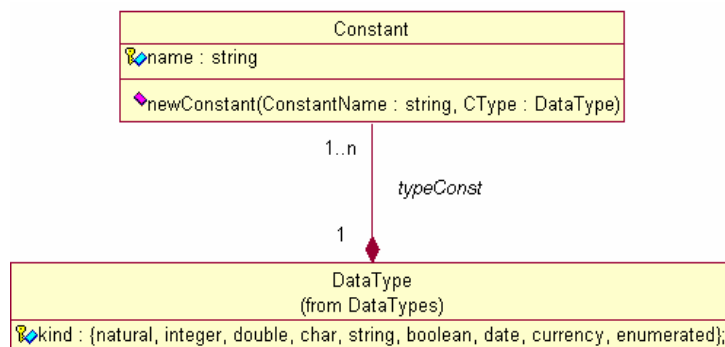 Constant
name : string
newConstant(ConstantName : string, CType : DataType)
1..n
typeConst
1
DataType
(from DataTypes)
kind : {natural, integer, double, char, string, boolean, date, currency, enumerated};